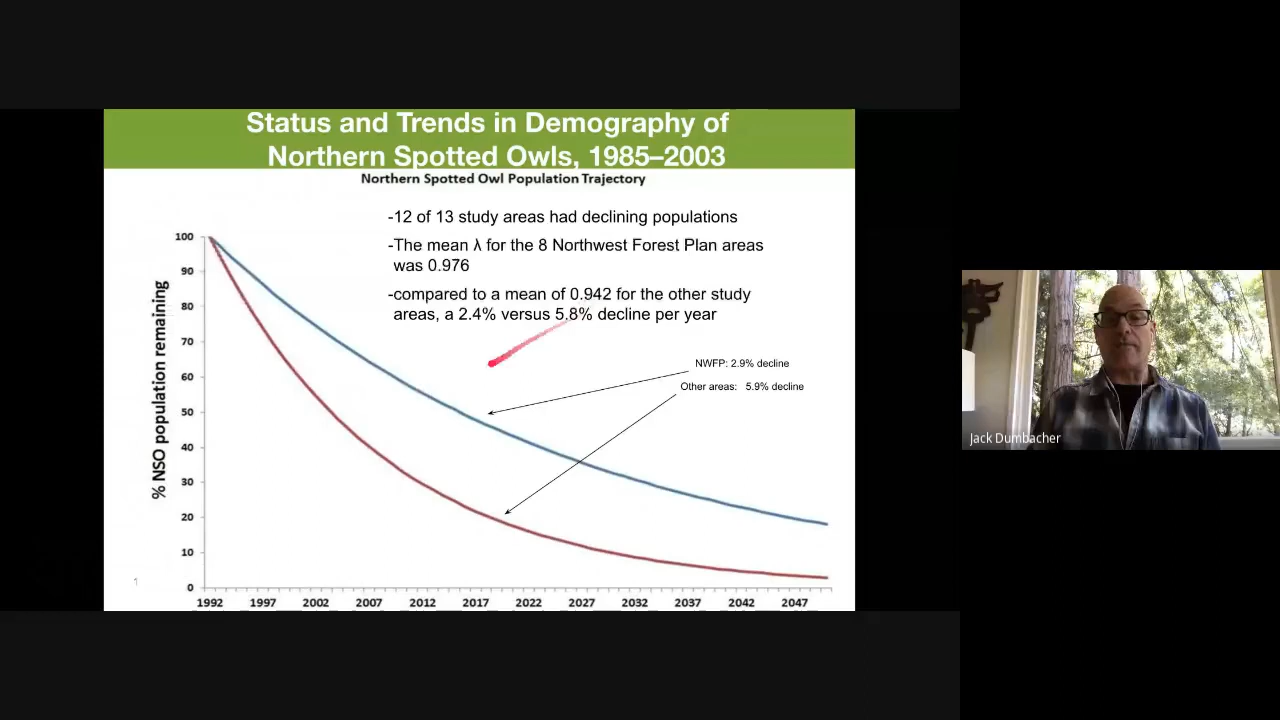 Status and Trends in Demography of
Northern Spotted Owls, 1985–2003
Northern Spotted Owl Population Trajectory
-12 of 13 study areas had declining populations
-The mean λ for the 8 Northwest Forest Plan areas
was 0.976
-compared to a mean of 0.942 for the other study
areas, a 2.4% versus 5.8% decline per year
NWFP: 2.9% decline
Other areas: 5.9% decline
% NSO population remaining
100
90
80
70
60
50
40
30
20
10
0
1992 1997 2002 2007 2012 2017 2022 2027 2032 2037 2042 2047
1
Jack Dumbacher